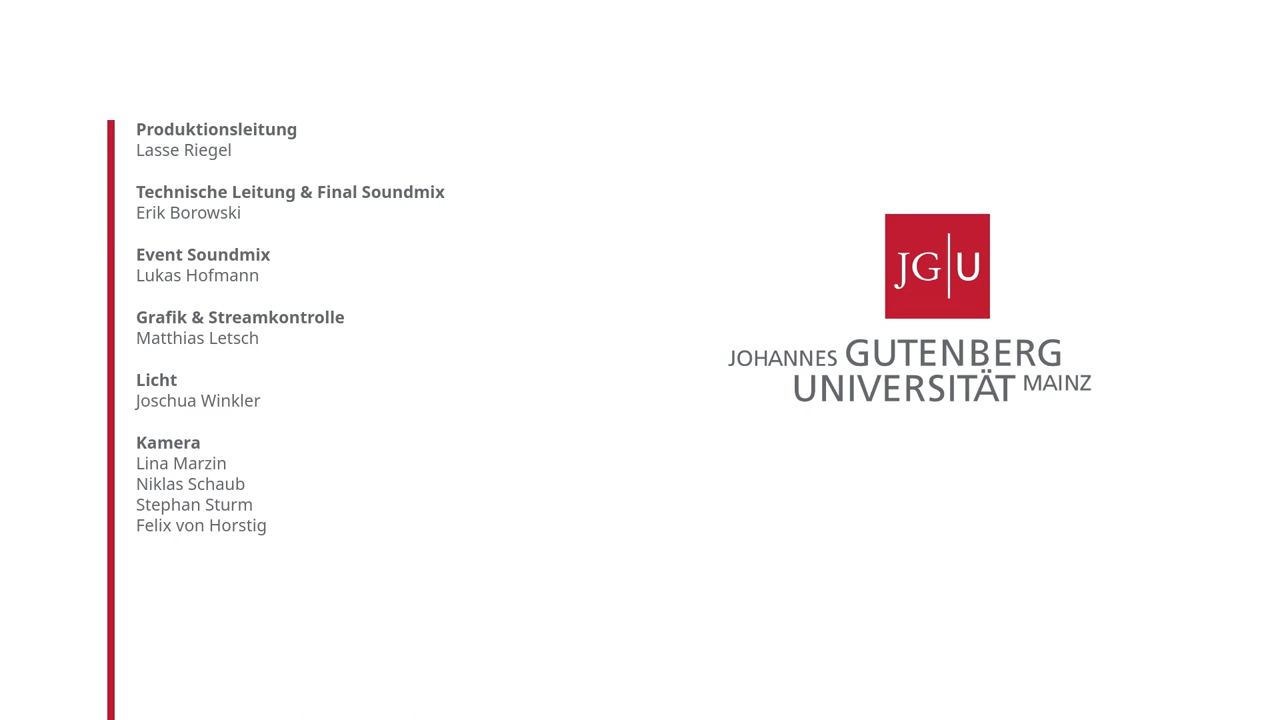 Produktionsleitung
Lasse Riegel
Technische Leitung & Final Soundmix
Erik Borowski
Event Soundmix
Lukas Hofmann
Grafik & Streamkontrolle
Matthias Letsch
Licht
Joschua Winkler
Kamera
Lina Marzin
Niklas Schaub
Stephan Sturm
Felix von Horstig
JG|U
JOHANNES GUTENBERG
UNIVERSITÄT MAINZ